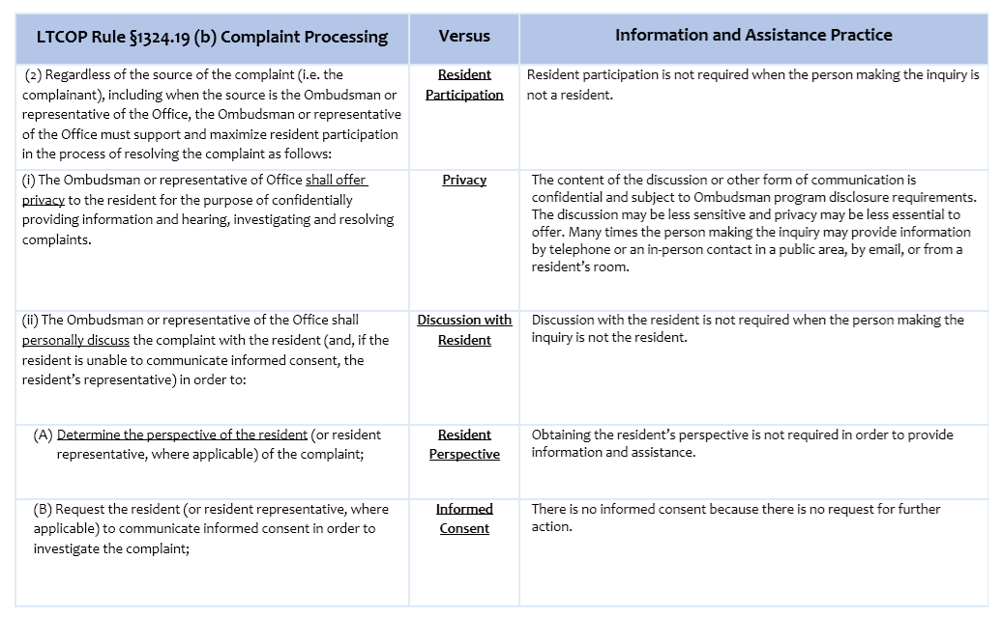 LTCOP Rule §1324.19 (b) Complaint Processing
Versus
Information and Assistance Practice
(2) Regardless of the source of the complaint (i.e. the
complainant), including when the source is the Ombudsman or
representative of the Office, the Ombudsman or representative
of the Office must support and maximize resident participation
in the process of resolving the complaint as follows:
Resident
Participation
Resident participation is not required when the person making the inquiry is
not a resident.
(i) The Ombudsman or representative of Office shall offer
privacy to the resident for the purpose of confidentially
providing information and hearing, investigating and resolving
complaints.
Privacy
The content of the discussion or other form of communication is
confidential and subject to Ombudsman program disclosure requirements.
The discussion may be less sensitive and privacy may be less essential to
offer. Many times the person making the inquiry may provide information
by telephone or an in-person contact in a public area, by email, or from a
resident's room.
(ii) The Ombudsman or representative of the Office shall
personally discuss the complaint with the resident (and, if the
resident is unable to communicate informed consent, the
resident's representative) in order to:
Discussion with
Resident
Discussion with the resident is not required when the person making the
inquiry is not the resident.
(A) Determine the perspective of the resident (or resident
representative, where applicable) of the complaint;
Resident
Perspective
Obtaining the resident's perspective is not required in order to provide
information and assistance.
(B) Request the resident (or resident representative, where
applicable) to communicate informed consent in order to
investigate the complaint;
Informed
Consent
There is no informed consent because there is no request for further
action.